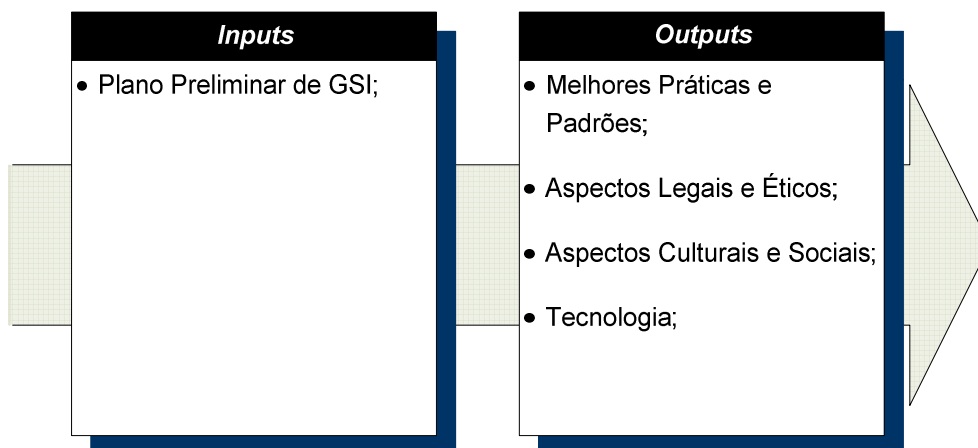 Inputs
• Plano Preliminar de GSI;
Outputs
• Melhores Práticas e
Padrões;
• Aspectos Legais e Éticos;
• Aspectos Culturais e Sociais;
• Tecnologia;